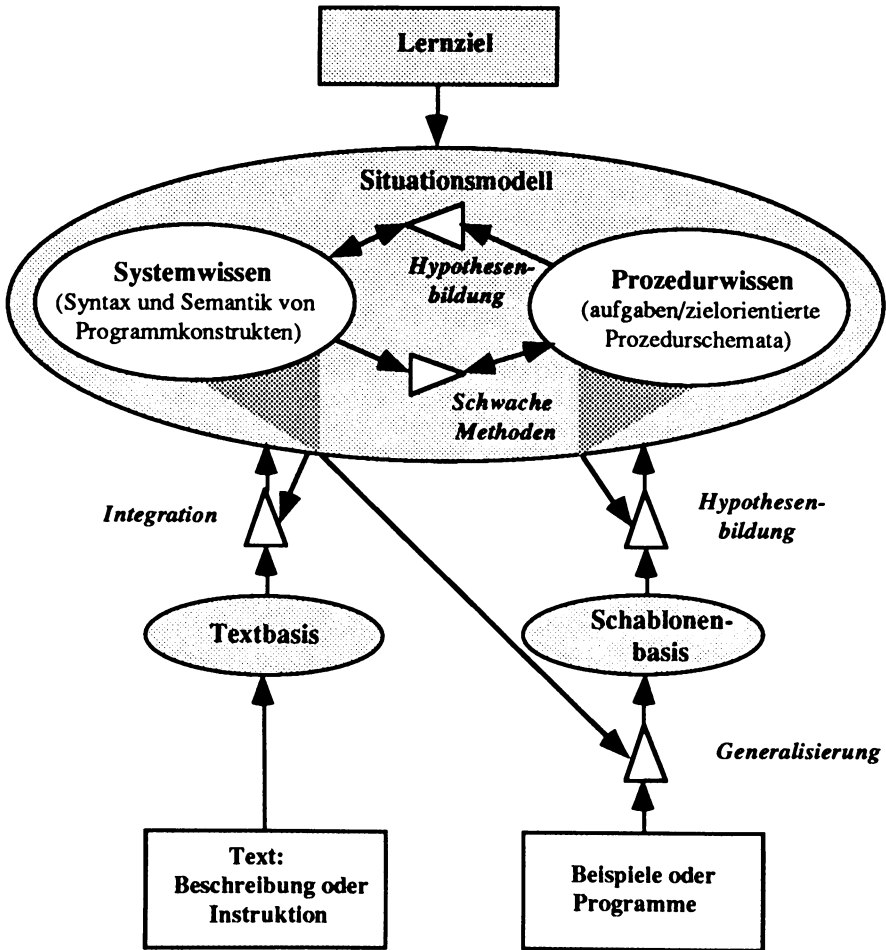 Lernziel
Situationsmodell
Systemwissen
(Syntax und Semantik von
Programmkonstrukten)
Hypothesen-
bildung
Prozedurwissen
(aufgaben/zielorientierte
Prozedurschemata)
Schwache
Methoden
Integration
Hypothesen-
bildung
Textbasis
Schablonen-
basis
Generalisierung
Text:
Beschreibung oder
Instruktion
Beispiele oder
Programme